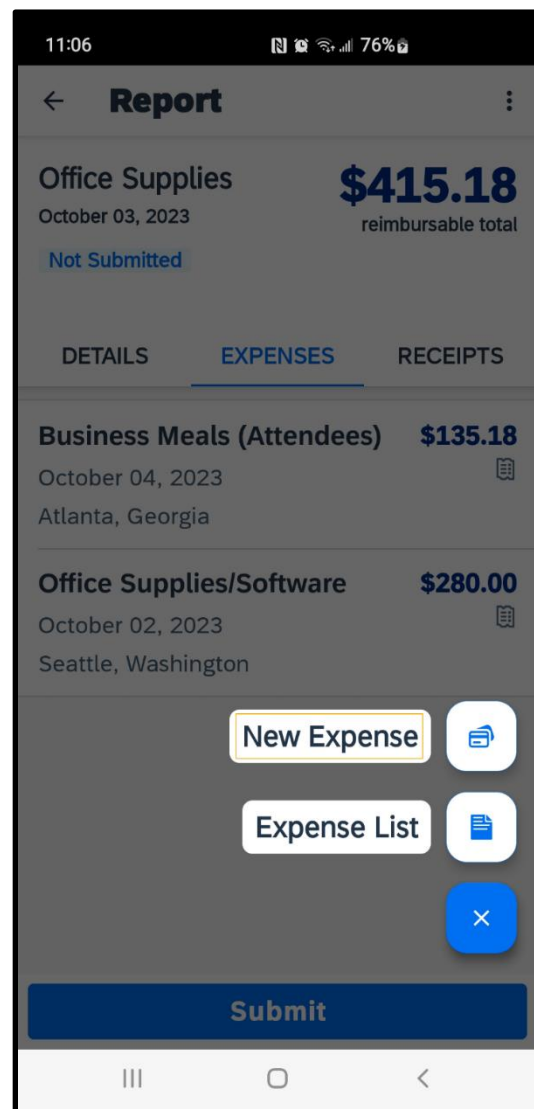 11:06 76%
Report
Office Supplies $415.18
October 03, 2023 reimbursable total
Not Submitted
DETAILS EXPENSES RECEIPTS
Business Meals (Attendees) $135.18
October 04, 2023
Atlanta, Georgia
Office Supplies/Software $280.00
October 02, 2023
Seattle, Washington
New Expense
Expense List
Submit